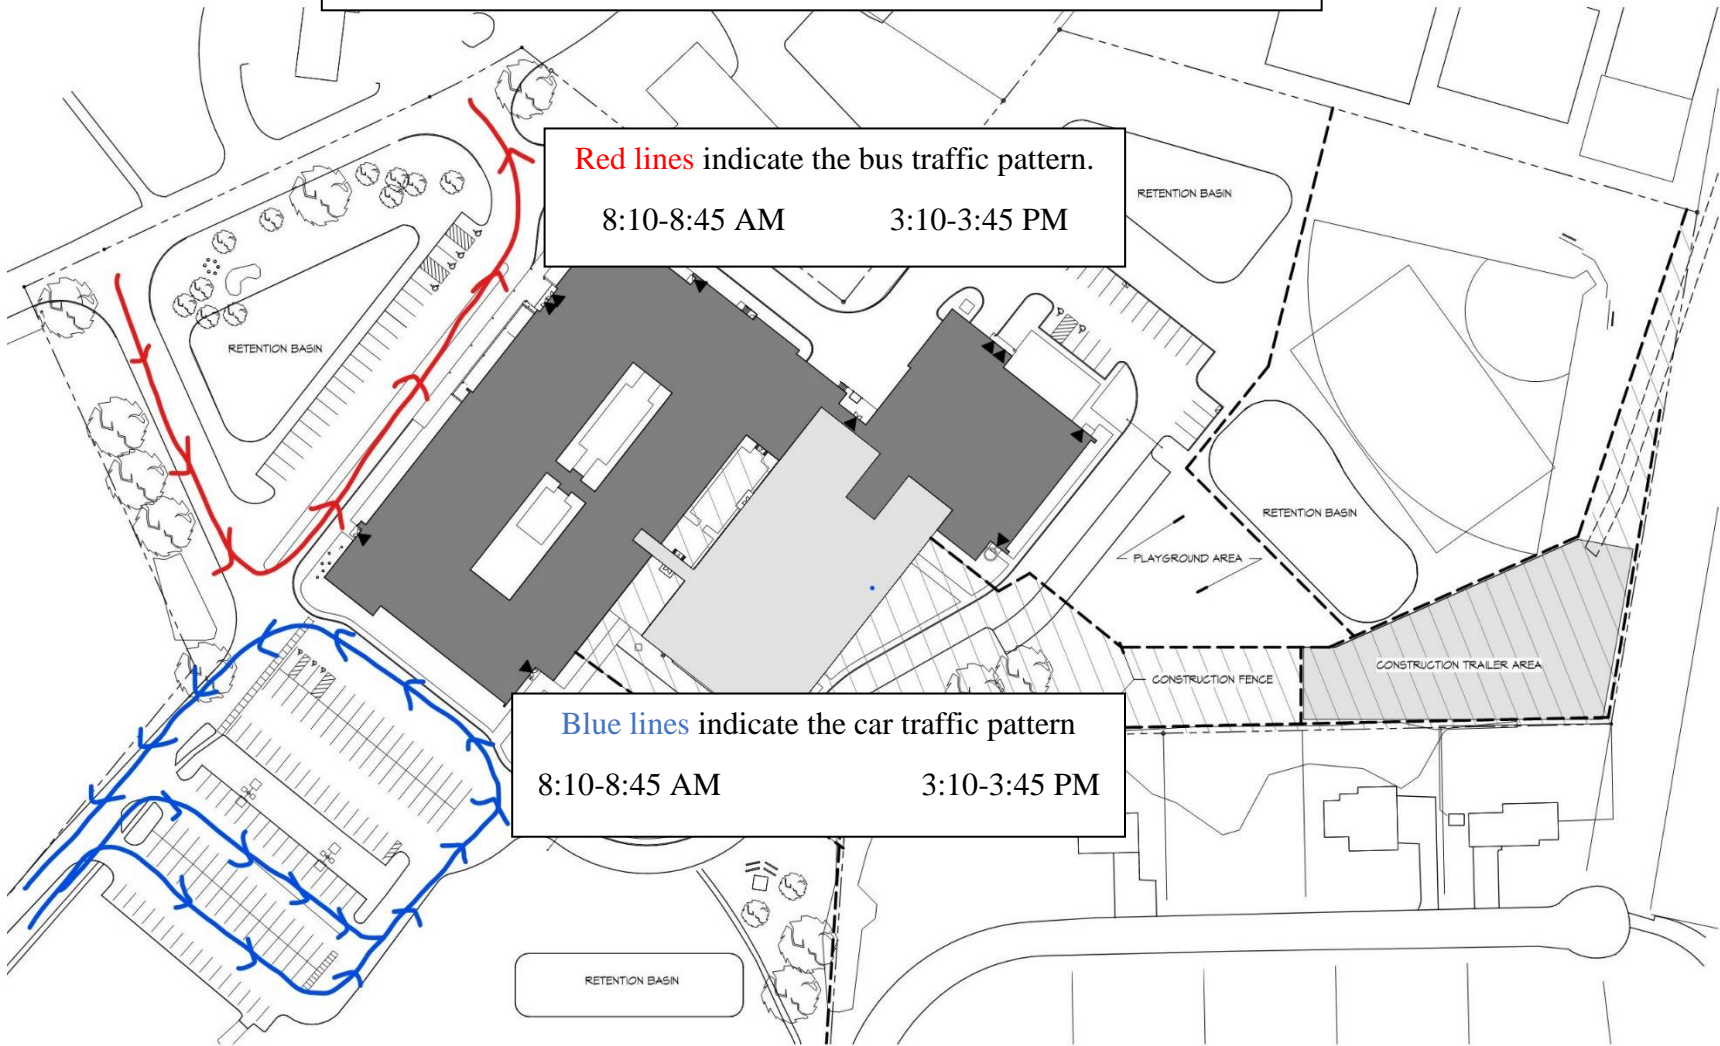 Red lines indicate the bus traffic pattern.
8:10-8:45 AM 3:10-3:45 PM
RETENTION BASIN
RETENTION BASIN
RETENTION BASIN
PLAYGROUND AREA
CONSTRUCTION TRAILER AREA
CONSTRUCTION FENCE
Blue lines indicate the car traffic pattern
8:10-8:45 AM 3:10-3:45 PM
RETENTION BASIN